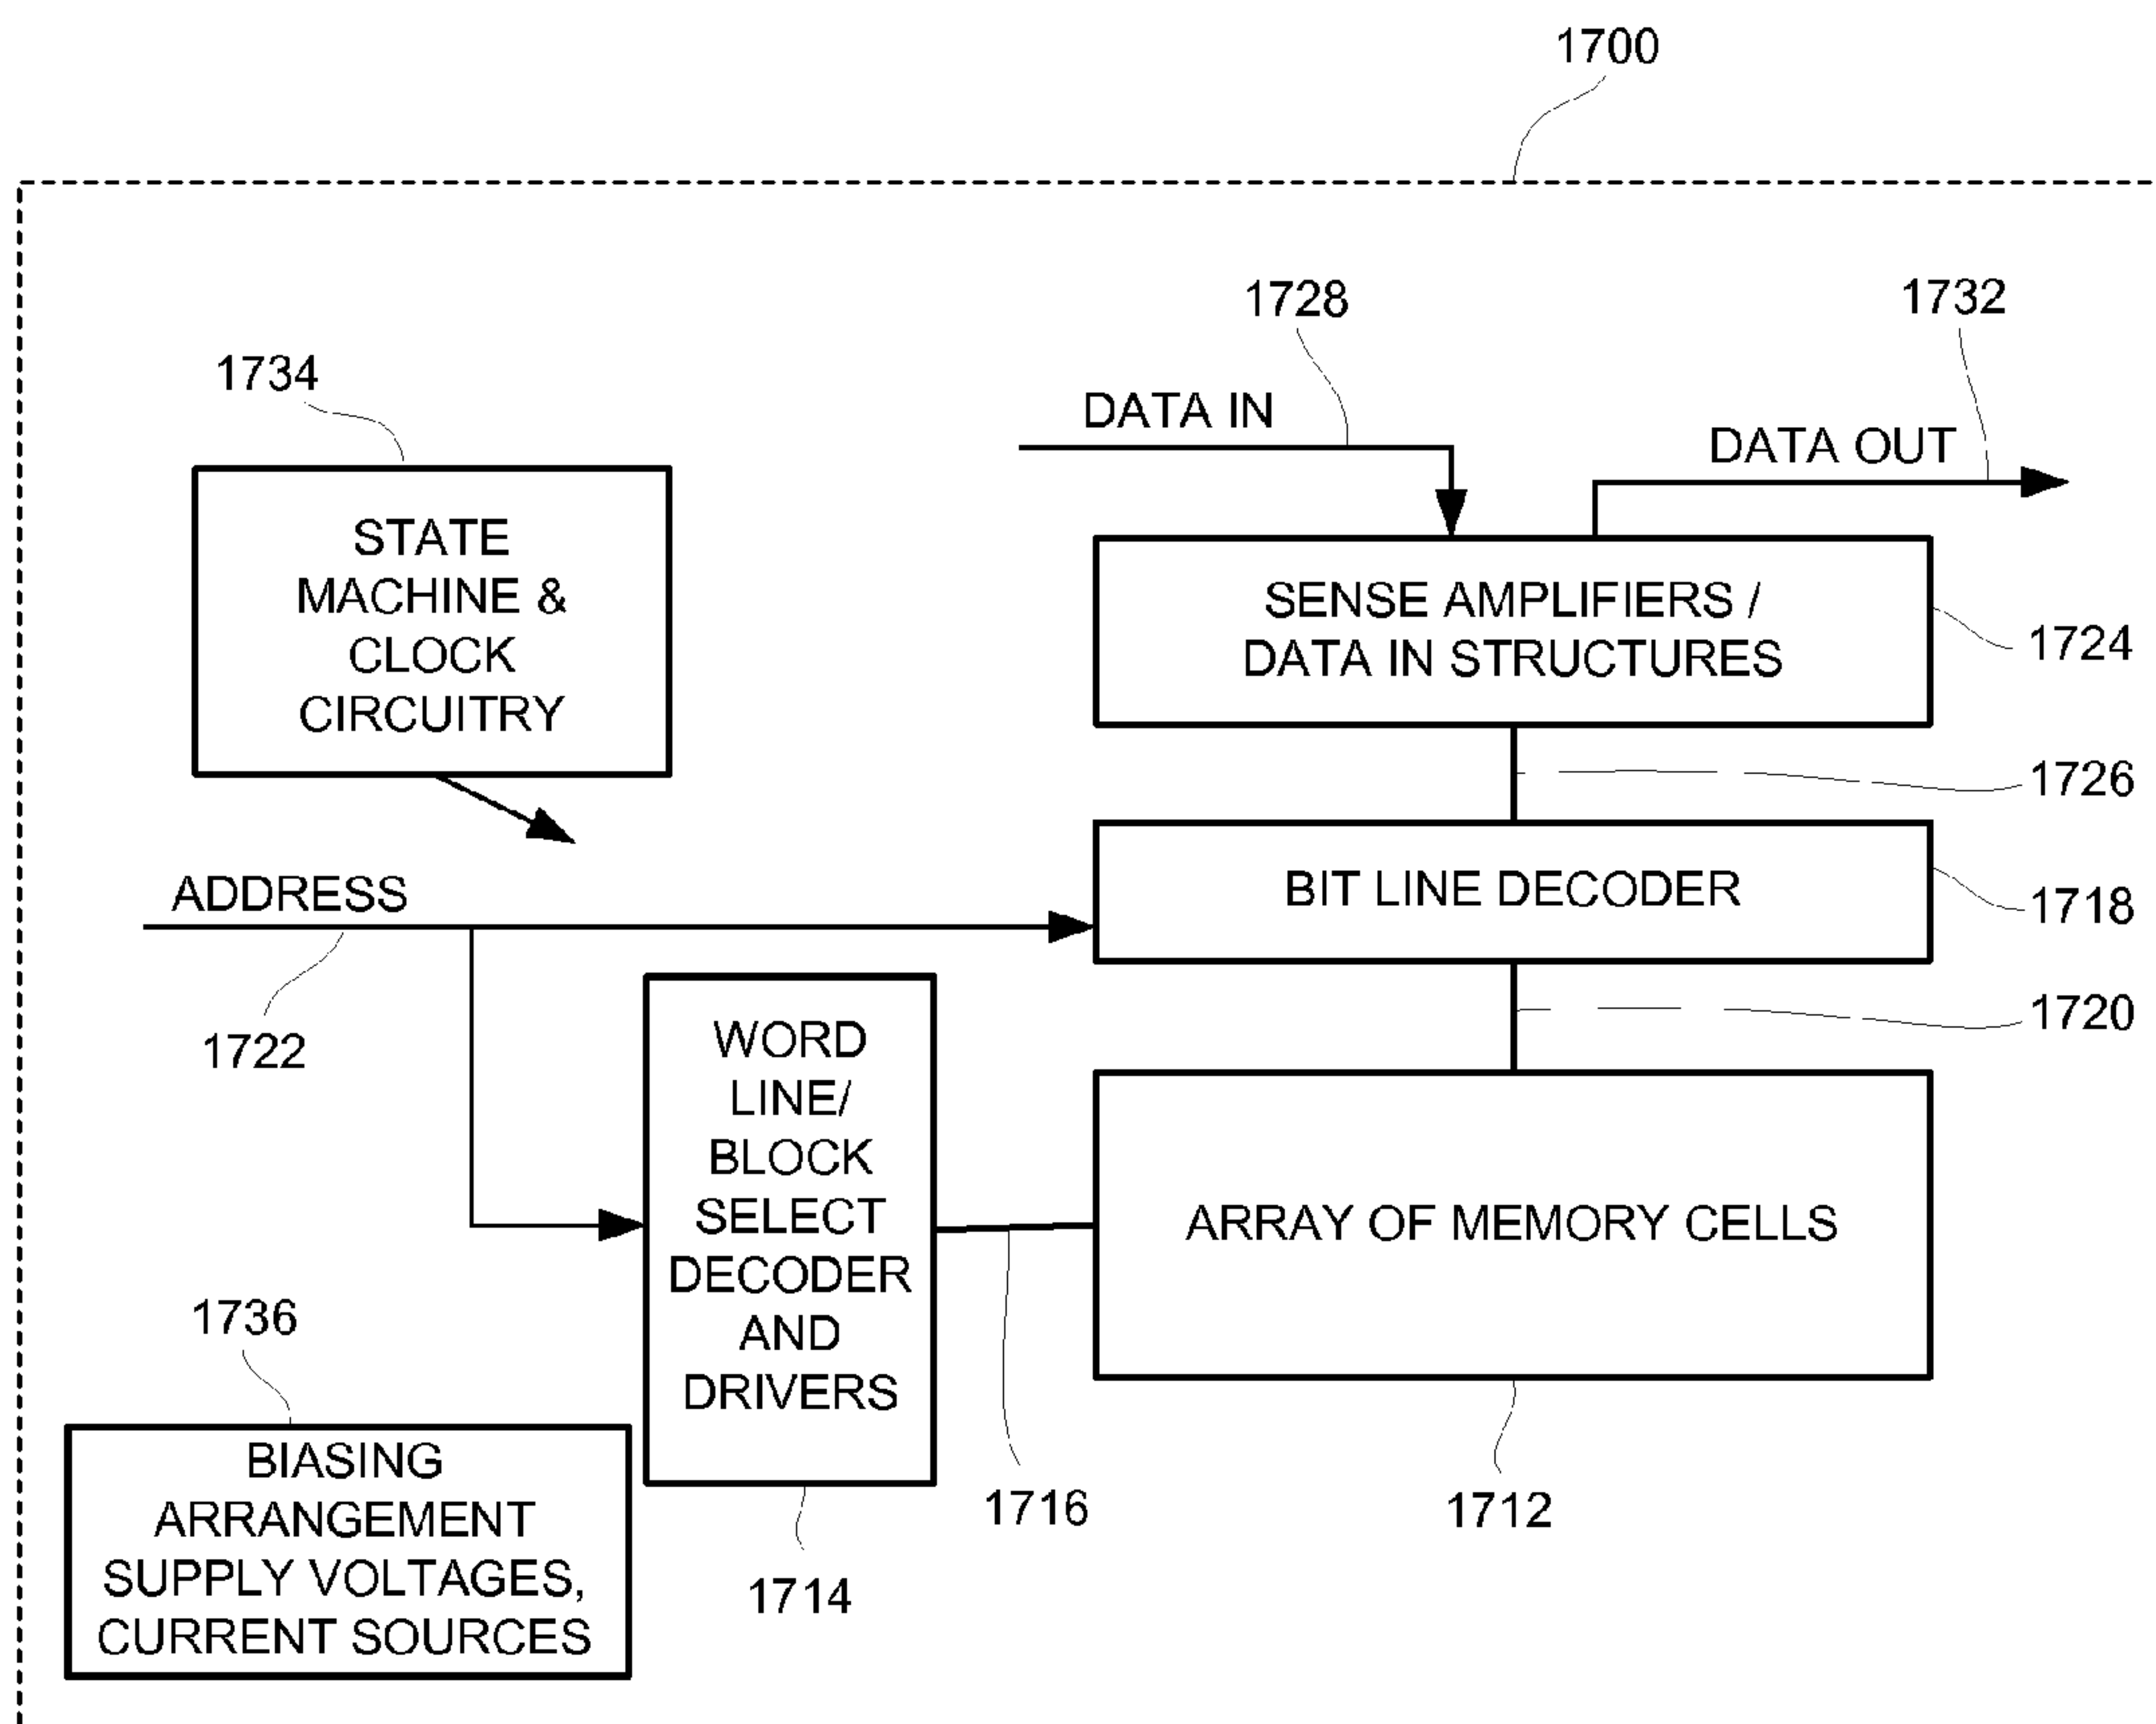 1700
1728
1732
1734
DATA IN
DATA OUT
STATE
MACHINE &
CLOCK
CIRCUITRY
SENSE AMPLIFIERS /
DATA IN STRUCTURES
1724
1726
ADDRESS
BIT LINE DECODER
1718
1722
1720
WORD
LINE/
BLOCK
SELECT
DECODER
AND
DRIVERS
ARRAY OF MEMORY CELLS
1736
BIASING
ARRANGEMENT
SUPPLY VOLTAGES,
CURRENT SOURCES
1716
1712
1714